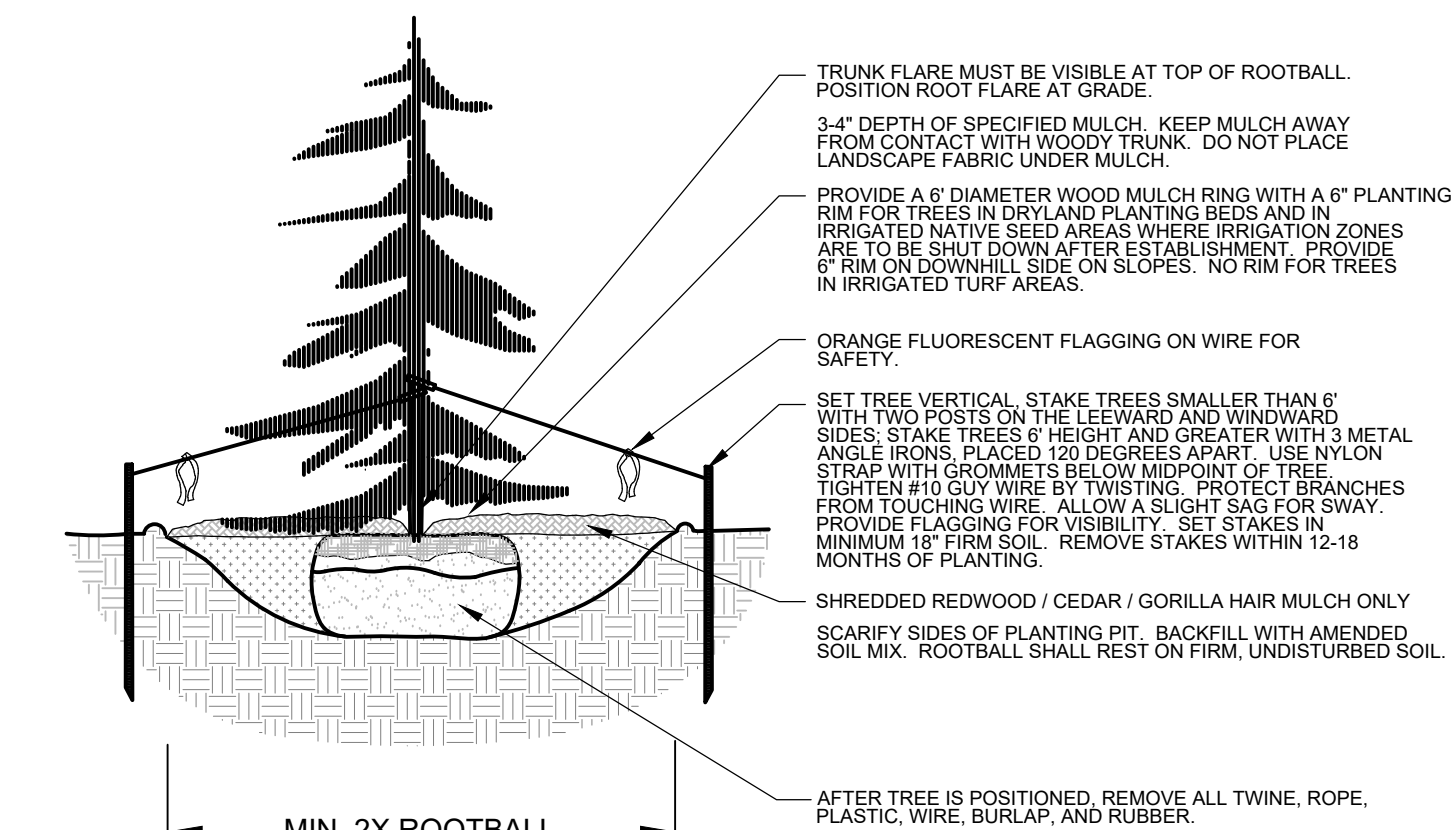 TRUNK FLARE MUST BE VISIBLE AT TOP OF ROOTBALL.
POSITION ROOT FLARE AT GRADE.
3-4" DEPTH OF SPECIFIED MULCH. KEEP MULCH AWAY
FROM CONTACT WITH WOODY TRUNK. DO NOT PLACE
LANDSCAPE FABRIC UNDER MULCH.
PROVIDE A 6' DIAMETER WOOD MULCH RING WITH A 6" PLANTING
RIM FOR TREES IN DRYLAND PLANTING BEDS AND IN
IRRIGATED NATIVE SEED AREAS WHERE IRRIGATION ZONES
ARE TO BE SHUT DOWN AFTER ESTABLISHMENT. PROVIDE
6" RIM ON DOWNHILL SIDE ON SLOPES. NO RIM FOR TREES
IN IRRIGATED TURF AREAS.
ORANGE FLUORESCENT FLAGGING ON WIRE FOR
SAFETY.
SET TREE VERTICAL, STAKE TREES SMALLER THAN 6'
WITH TWO POSTS ON THE LEEWARD AND WINDWARD
SIDES; STAKE TREES 6' HEIGHT AND GREATER WITH 3 METAL
ANGLE IRONS, PLACED 120 DEGREES APART. USE NYLON
STRAP WITH GROMMETS BELOW MIDPOINT OF TREE.
TIGHTEN #10 GUY WIRE BY TWISTING. PROTECT BRANCHES
FROM TOUCHING WIRE. ALLOW A SLIGHT SAG FOR SWAY.
PROVIDE FLAGGING FOR VISIBILITY. SET STAKES IN
MINIMUM 18" FIRM SOIL. REMOVE STAKES WITHIN 12-18
MONTHS OF PLANTING.
SHREDDED REDWOOD / CEDAR / GORILLA HAIR MULCH ONLY
SCARIFY SIDES OF PLANTING PIT. BACKFILL WITH AMENDED
SOIL MIX. ROOTBALL SHALL REST ON FIRM, UNDISTURBED SOIL.
AFTER TREE IS POSITIONED, REMOVE ALL TWINE, ROPE,
PLASTIC, WIRE, BURLAP, AND RUBBER.
MIN. 2X ROOTBALL